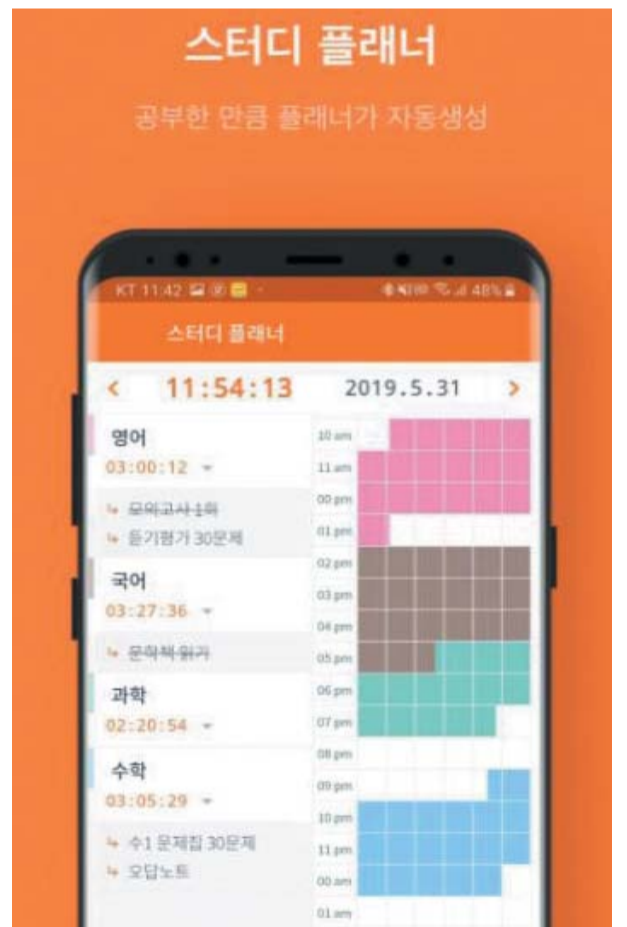 스터디 플래너
공부한 만큼 플래너가 자동생성
KT 11:42 48%
스터디 플래너
< 11:54:13 2019.5.31 >
영어
03:00:12
모의고사 1회
듣기평가 30문제
국어
03:27:36
문학책 읽기
과학
02:20:54
수학
03:05:29
수1 문제집 30문제
오답노트
10 am
11 am
00 pm
01 pm
02 pm
03 pm
04 pm
05 pm
06 pm
07 pm
08 pm
09 pm
10 pm
11 pm
00 am
01 am